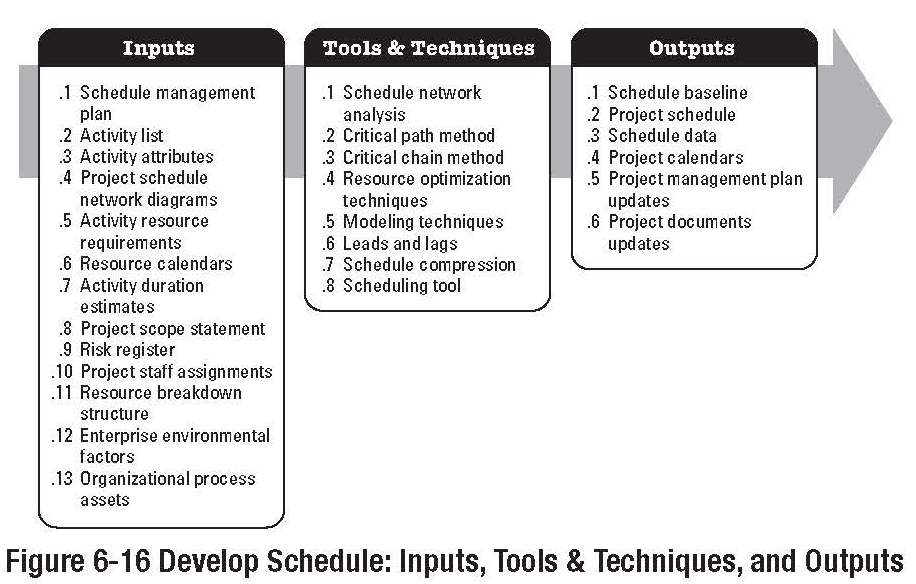 Inputs
.1 Schedule management
plan
.2 Activity list
.3 Activity attributes
.4 Project schedule
network diagrams
.5 Activity resource
requirements
.6 Resource calendars
.7 Activity duration
estimates
.8 Project scope statement
.9 Risk register
.10 Project staff assignments
.11 Resource breakdown
structure
.12 Enterprise environmental
factors
.13 Organizational process
assets
Tools & Techniques
.1 Schedule network
analysis
.2 Critical path method
.3 Critical chain method
.4 Resource optimization
techniques
.5 Modeling techniques
.6 Leads and lags
.7 Schedule compression
.8 Scheduling tool
Outputs
.1 Schedule baseline
.2 Project schedule
.3 Schedule data
.4 Project calendars
.5 Project management plan
updates
.6 Project documents
updates
Figure 6-16 Develop Schedule: Inputs, Tools & Techniques, and Outputs